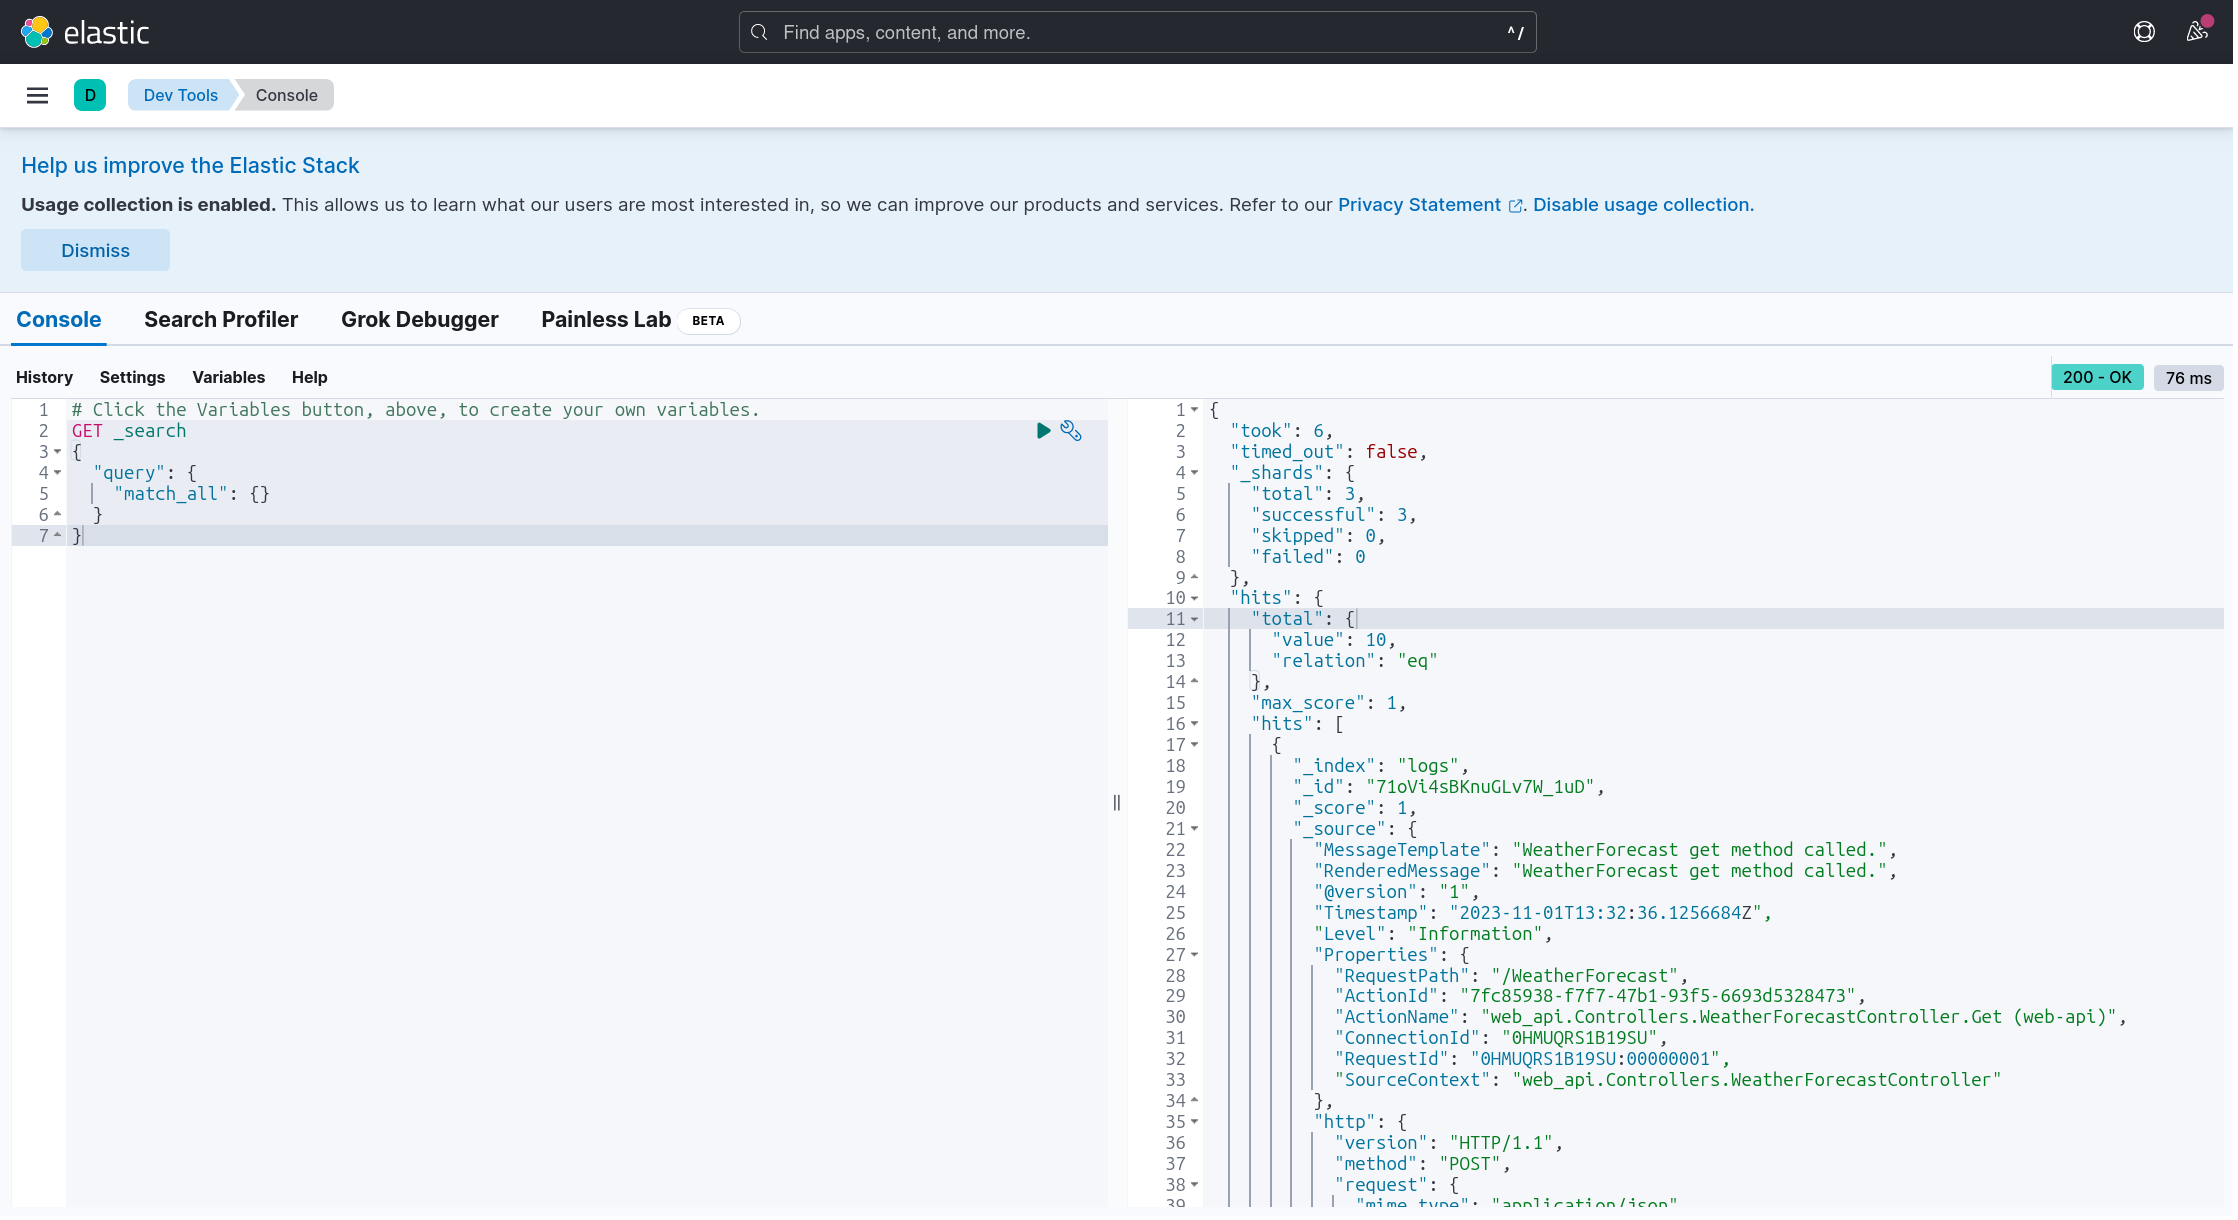 elastic
Find apps, content, and more.
^/
D
Dev Tools
Console
Help us improve the Elastic Stack
Usage collection is enabled. This allows us to learn what our users are most interested in, so we can improve our products and services. Refer to our Privacy Statement. Disable usage collection.
Dismiss
Console
Search Profiler
Grok Debugger
Painless Lab
BETA
History
Settings
Variables
Help
200 - OK
76 ms
1 # Click the Variables button, above, to create your own variables.
2 GET _search
3 {
4 "query": {
5 "match_all": {}
6 }
7 }
1 {
2 "took": 6,
3 "timed_out": false,
4 "_shards": {
5 "total": 3,
6 "successful": 3,
7 "skipped": 0,
8 "failed": 0
9 },
10 "hits": {
11 "total": {
12 "value": 10,
13 "relation": "eq"
14 },
15 "max_score": 1,
16 "hits": [
17 {
18 "_index": "logs",
19 "_id": "71oVi4sBKnuGLv7W_1uD",
20 "_score": 1,
21 "_source": {
22 "MessageTemplate": "WeatherForecast get method called.",
23 "RenderedMessage": "WeatherForecast get method called.",
24 "@version": "1",
25 "Timestamp": "2023-11-01T13:32:36.1256684Z",
26 "Level": "Information",
27 "Properties": {
28 "RequestPath": "/WeatherForecast",
29 "ActionId": "7fc85938-f7f7-47b1-93f5-6693d5328473",
30 "ActionName": "web_api.Controllers.WeatherForecastController.Get (web-api)",
31 "ConnectionId": "0HMUQRS1B19SU",
32 "RequestId": "0HMUQRS1B19SU:00000001",
33 "SourceContext": "web_api.Controllers.WeatherForecastController"
34 },
35 "http": {
36 "version": "HTTP/1.1",
37 "method": "POST",
38 "request": {
39 "mime_type": "application/json"